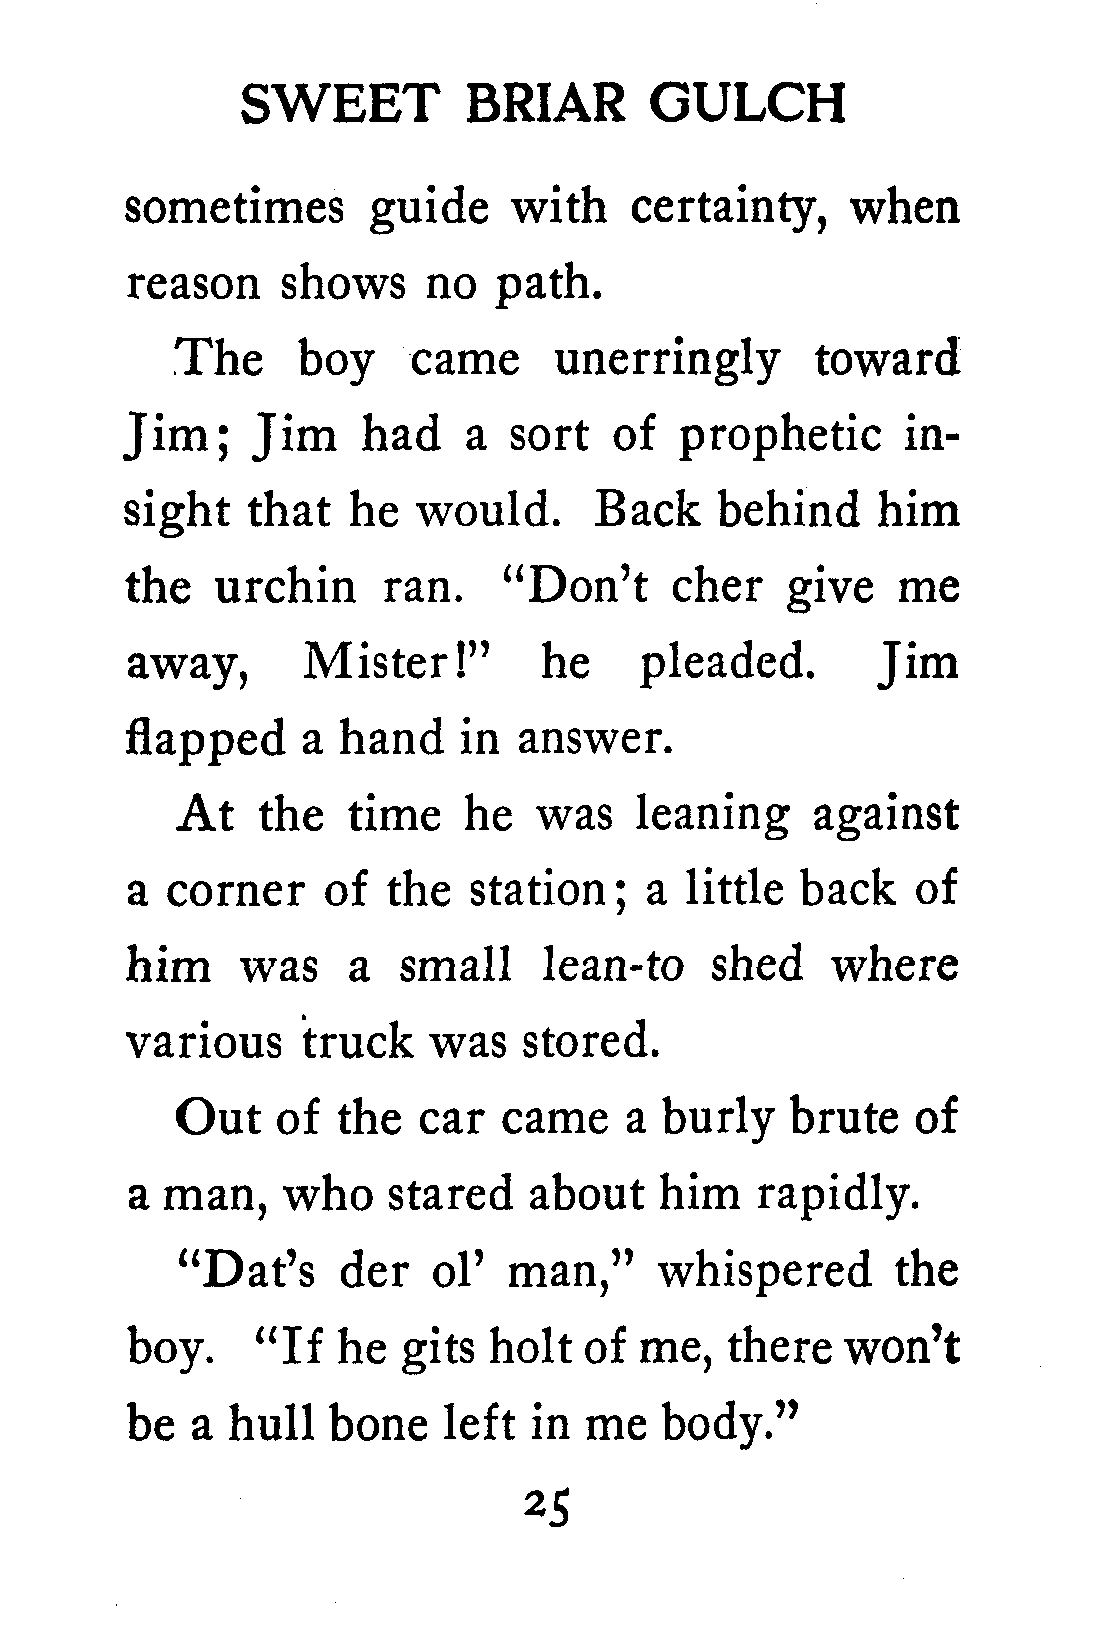 SWEET BRIAR GULCH
sometimes guide with certainty, when
reason shows no path.
The boy came unerringly toward
Jim; Jim had a sort of prophetic in-
sight that he would. Back behind him
the urchin ran. "Don't cher give me
away, Mister!" he pleaded. Jim
flapped a hand in answer.
At the time he was leaning against
a corner of the station; a little back of
him was a small lean-to shed where
various truck was stored.
Out of the car came a burly brute of
a man, who stared about him rapidly.
"Dat's der ol' man," whispered the
boy. "If he gits holt of me, there won't
be a hull bone left in me body."
25